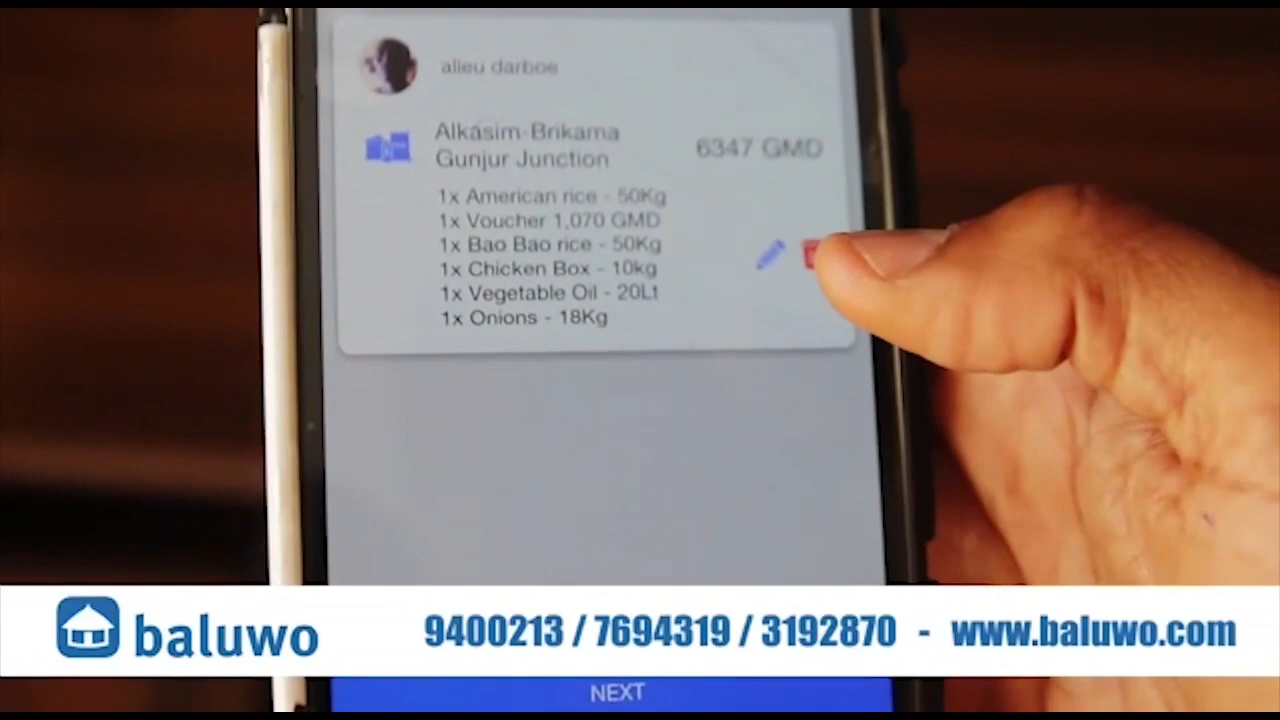 alieu darboe
Alkasim-Brikama
Gunjur Junction
6347 GMD
1x American rice - 50Kg
1x Voucher 1,070 GMD
1x Bao Bao rice - 50Kg
1x Chicken Box - 10kg
1x Vegetable Oil - 20Lt
1x Onions - 18Kg
baluwo
9400213 / 7694319 / 3192870 - www.baluwo.com
NEXT